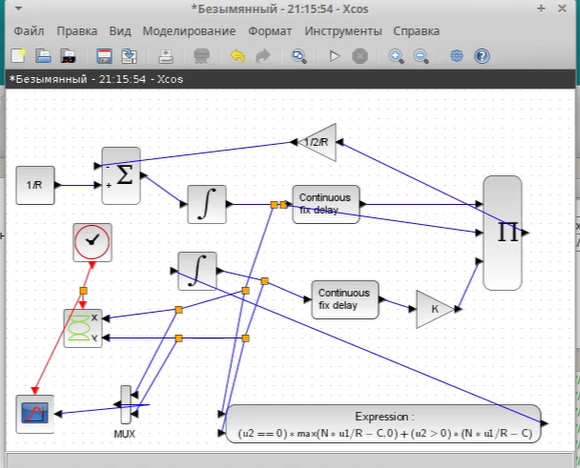 *Безымянный - 21:15:54 - Xcos
Файл Правка Вид Моделирование Формат Инструменты Справка
*Безымянный - 21:15:54 - Xcos
1/2/R
1/R
-
+
Σ
∫
Continuous
fix delay
Π
∫
Continuous
fix delay
K
X
Y
MUX
Expression :
(u2 == 0) * max(N * u1/R − C, 0) + (u2 > 0) * (N * u1/R − C)